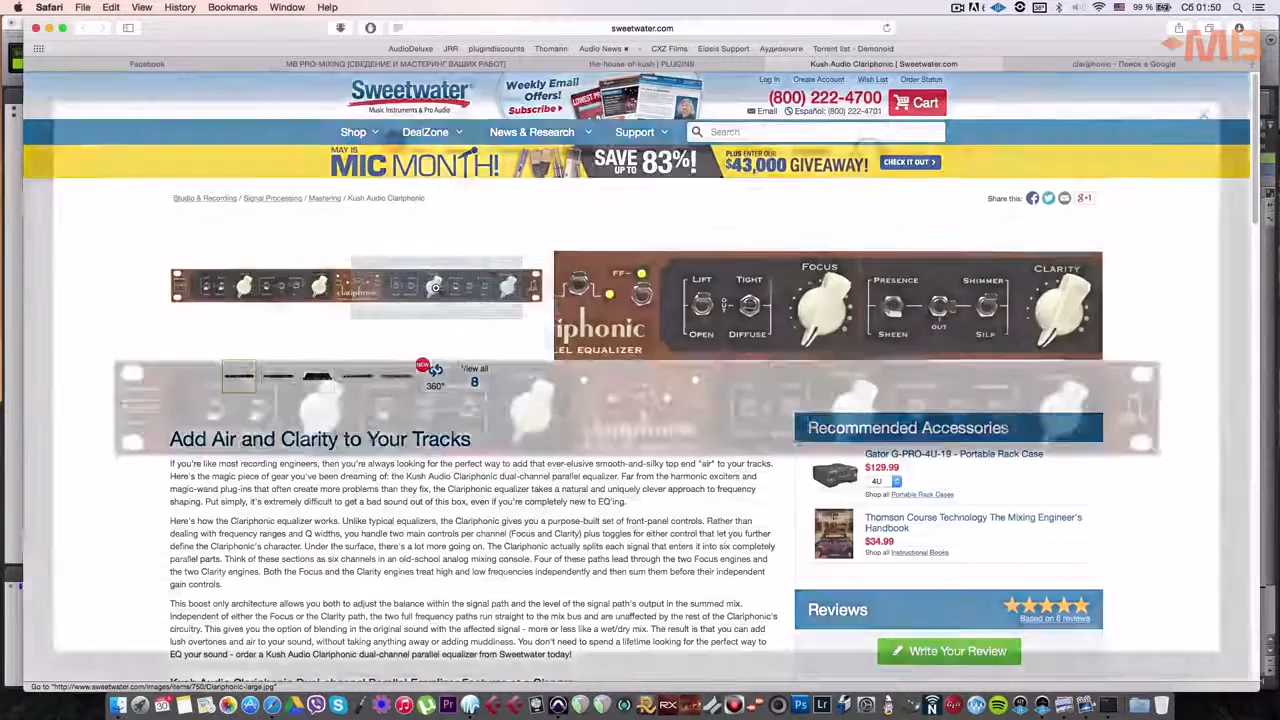 Safari File Edit View History Bookmarks Window Help
99 %
Сб 01:50
sweetwater.com
AudioDeluxe JRR plugindiscounts Thomann Audio News CXZ Films Eiosis Support Аудиокниги Torrent list - Demonoid
Facebook
MB PRO-MIXING [СВЕДЕНИЕ И МАСТЕРИНГ ВАШИХ РАБОТ]
the-house-of-kush | PLUGINS
Kush Audio Clariphonic | Sweetwater.com
clariphonic - Поиск в Google
MB
Sweetwater
Music Instruments & Pro Audio
Weekly Email
Offers!
Subscribe
Log In Create Account Wish List Order Status
(800) 222-4700
Email Español: (800) 222-4701
Cart
Shop DealZone News & Research Support Search
MAY IS
MIC MONTH!
SAVE
UP TO
83%!
PLUS ENTER OUR
$43,000 GIVEAWAY!
CHECK IT OUT >
Studio & Recording / Signal Processing / Mastering / Kush Audio Clariphonic
Share this:
+1
FF
LIFT TIGHT FOCUS PRESENCE SHIMMER CLARITY
OUT
OUT
OPEN DIFFUSE SHEEN SILK
iphonic
LEL EQUALIZER
NEW
360°
View all
8
Add Air and Clarity to Your Tracks
If you're like most recording engineers, then you're always looking for the perfect way to add that ever-elusive smooth-and-silky top end "air" to your tracks.
Here's the magic piece of gear you've been dreaming of: the Kush Audio Clariphonic dual-channel parallel equalizer. Far from the harmonic exciters and
magic-wand plug-ins that often create more problems than they fix, the Clariphonic equalizer takes a natural and uniquely clever approach to frequency
shaping. Put simply, it's extremely difficult to get a bad sound out of this box, even if you're completely new to EQ'ing.
Here's how the Clariphonic equalizer works. Unlike typical equalizers, the Clariphonic gives you a purpose-built set of front-panel controls. Rather than
dealing with frequency ranges and Q widths, you handle two main controls per channel (Focus and Clarity) plus toggles for either control that let you further
define the Clariphonic's character. Under the surface, there's a lot more going on. The Clariphonic actually splits each signal that enters it into six completely
parallel parts. Think of these sections as six channels in an old-school analog mixing console. Four of these paths lead through the two Focus engines and
the two Clarity engines. Both the Focus and the Clarity engines treat high and low frequencies independently and then sum them before their independent
gain controls.
This boost only architecture allows you both to adjust the balance within the signal path and the level of the signal path's output in the summed mix.
Independent of either the Focus or the Clarity path, the two full frequency paths run straight to the mix bus and are unaffected by the rest of the Clariphonic's
circuitry. This gives you the option of blending in the original sound with the affected signal - more or less like a wet/dry mix. The result is that you can add
lush overtones and air to your sound, without taking anything away or adding muddiness. You don't need to spend a lifetime looking for the perfect way to
EQ your sound - order a Kush Audio Clariphonic dual-channel parallel equalizer from Sweetwater today!
Recommended Accessories
Gator G-PRO-4U-19 - Portable Rack Case
$129.99
4U
Shop all Portable Rack Cases
Thomson Course Technology The Mixing Engineer's
Handbook
$34.99
Shop all Instructional Books
Reviews
Based on 6 reviews
Write Your Review
Go to "http://www.sweetwater.com/images/items/750/Clariphonic-large.jpg"